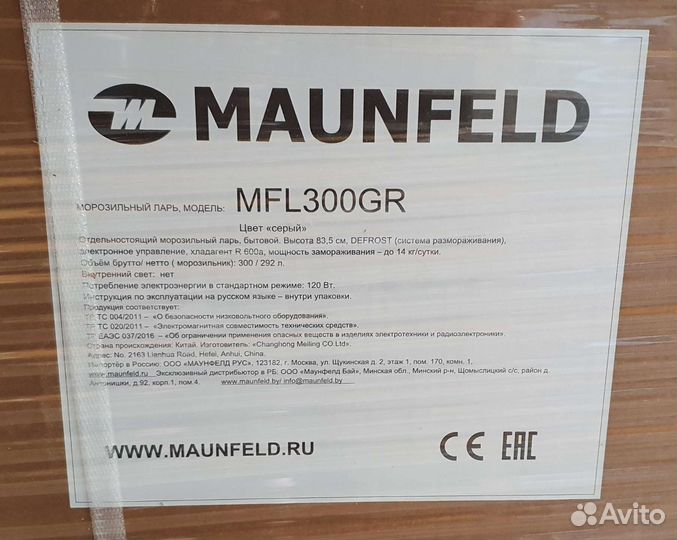 MAUNFELD
МОРОЗИЛЬНЫЙ ЛАРЬ, МОДЕЛЬ: MFL300GR
Цвет «серый»
Отдельностоящий морозильный ларь, бытовой. Высота 83,5 см, DEFROST (система размораживания),
электронное управление, хладагент R 600a, мощность замораживания – до 14 кг/сутки.
Объём брутто/ нетто ( морозильник): 300 / 292 л.
Внутренний свет: нет
Потребление электроэнергии в стандартном режиме: 120 Вт.
Инструкция по эксплуатации на русском языке – внутри упаковки.
Продукция соответствует:
ТР ТС 004/2011 – «О безопасности низковольтного оборудования».
ТР ТС 020/2011 – «Электромагнитная совместимость технических средств».
ТР ЕАЭС 037/2016 – «Об ограничении применения опасных веществ в изделиях электротехники и радиоэлектроники».
Страна происхождения: Китай. Изготовитель: «Changhong Meiling CO Ltd».
Адрес: No. 2163 Lianhua Road, Hefei, Anhui, China.
Импортёр в Россию: ООО «МАУНФЕЛД РУС», 123182, г. Москва, ул. Щукинская д. 2, этаж 1, пом. 170, комн. 1,
www.maunfeld.ru Эксклюзивный дистрибьютор в РБ: ООО «Маунфелд Бай», Минская обл., Минский р-н, Щомыслицкий с/с, район д.
Антонишки, д.92, корп.1, пом.4. www.maunfeld.by/ info@maunfeld.by
WWW.MAUNFELD.RU CE EAC
Avito